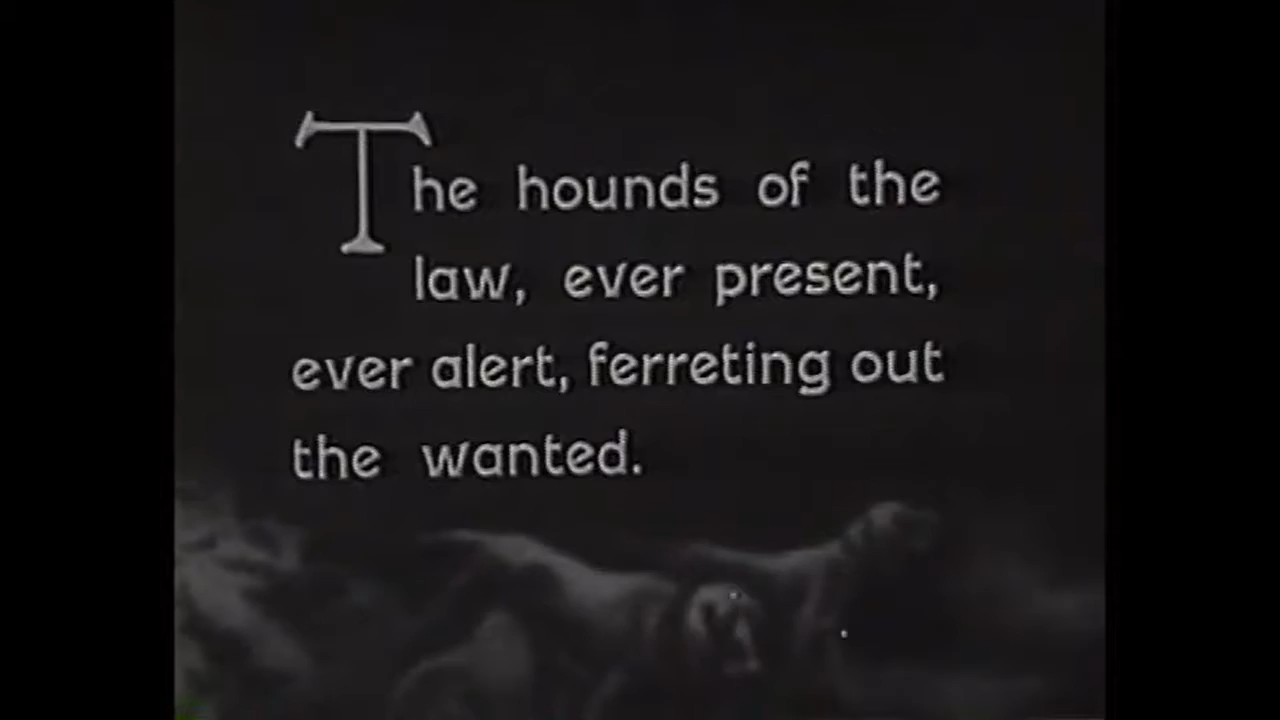 The hounds of the
law, ever present,
ever alert, ferreting out
the wanted.